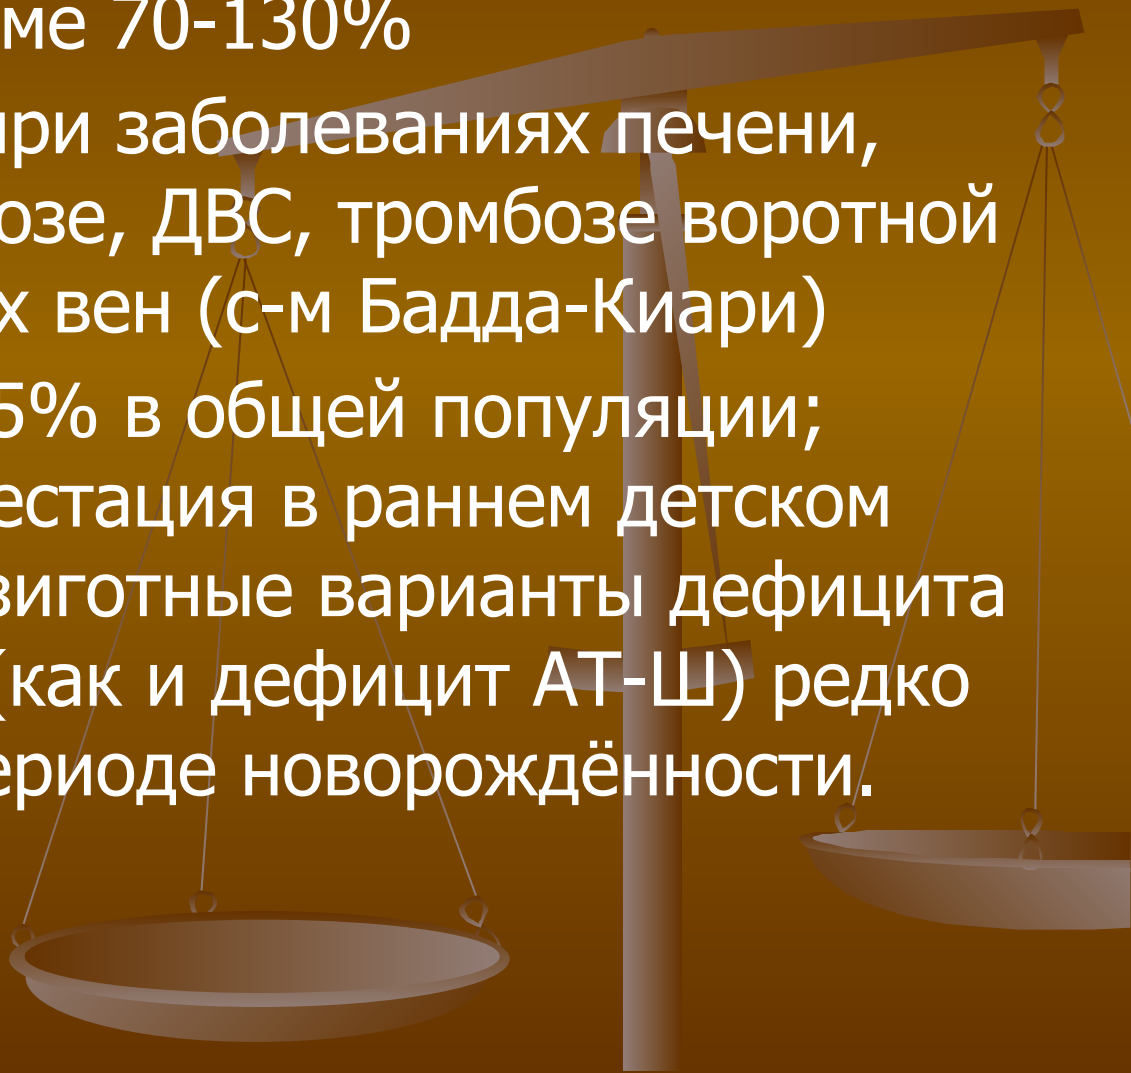 ме 70-130%
при заболеваниях печени,
озе, ДВС, тромбозе воротной
х вен (с-м Бадда-Киари)
5% в общей популяции;
естация в раннем детском
зиготные варианты дефицита
(как и дефицит АТ-Ш) редко
ериоде новорождённости.